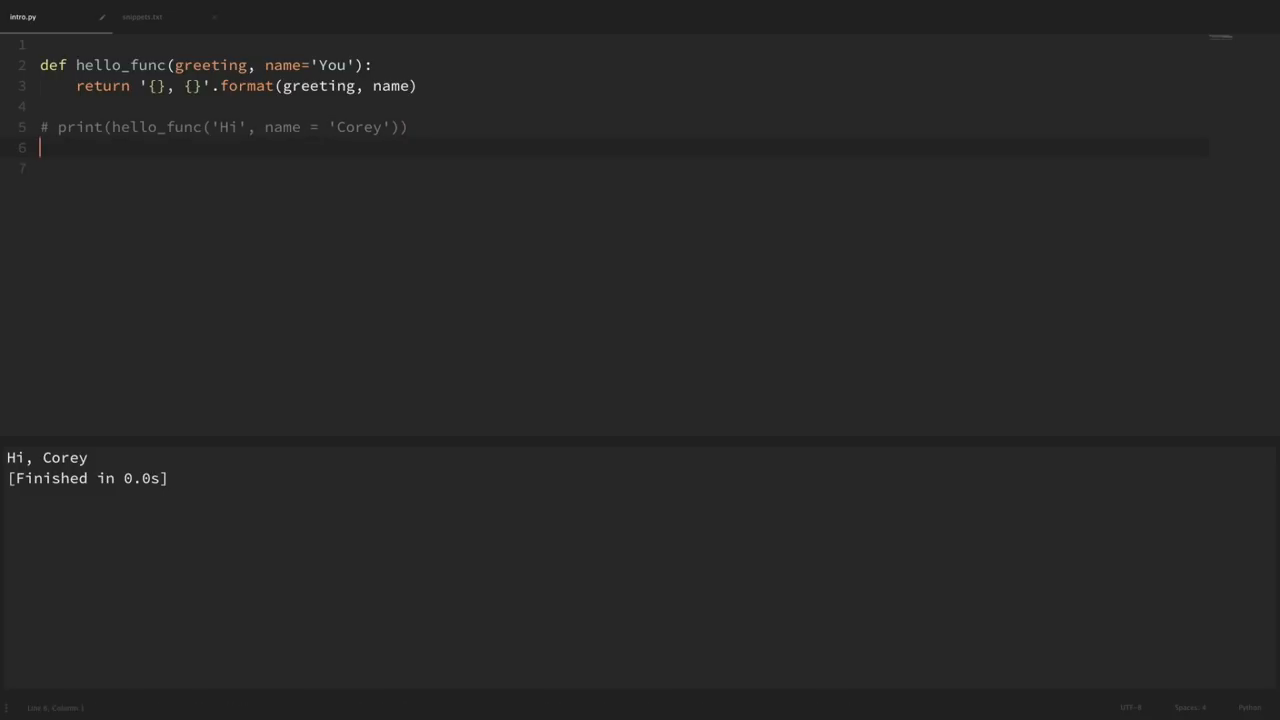 intro.py
snippets.txt
1
2 def hello_func(greeting, name='You'):
3     return '{}, {}'.format(greeting, name)
4
5 # print(hello_func('Hi', name = 'Corey'))
6
7
Hi, Corey
[Finished in 0.0s]
Line 6, Column 1
UTF-8
Spaces: 4
Python